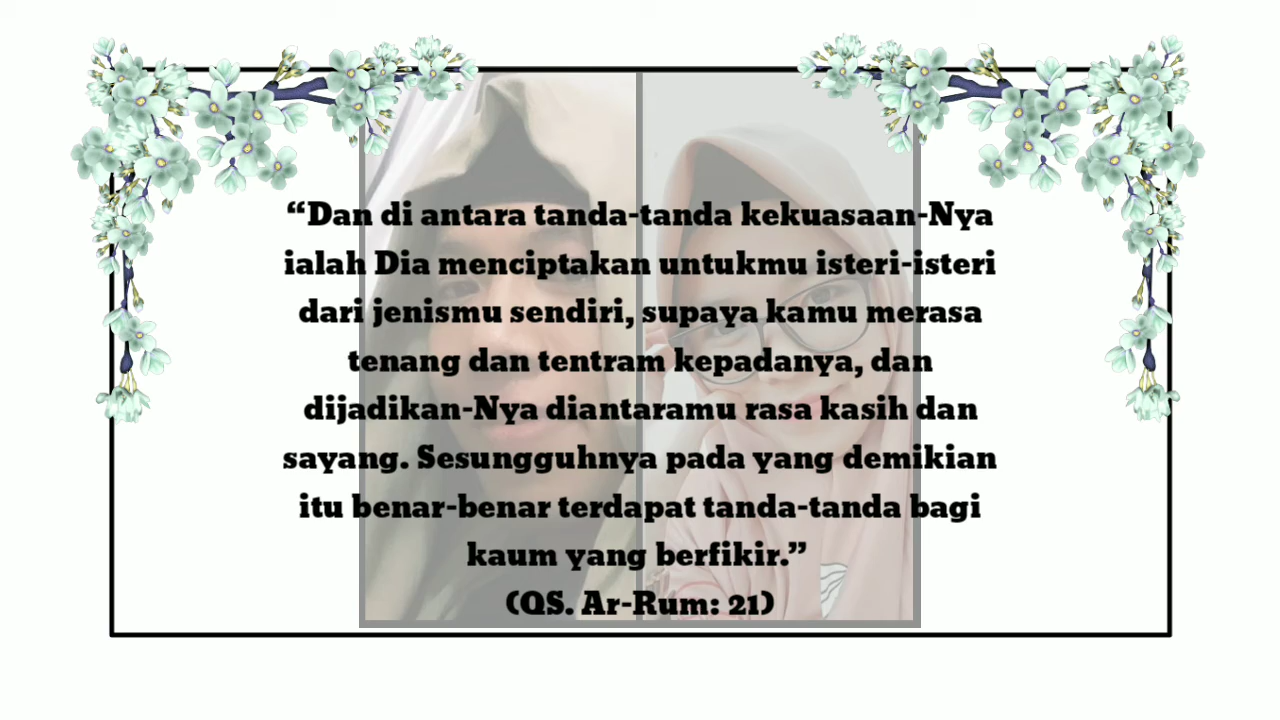 “Dan di antara tanda-tanda kekuasaan-Nya
ialah Dia menciptakan untukmu isteri-isteri
dari jenismu sendiri, supaya kamu merasa
tenang dan tentram kepadanya, dan
dijadikan-Nya diantaramu rasa kasih dan
sayang. Sesungguhnya pada yang demikian
itu benar-benar terdapat tanda-tanda bagi
kaum yang berfikir.”
(QS. Ar-Rum: 21)